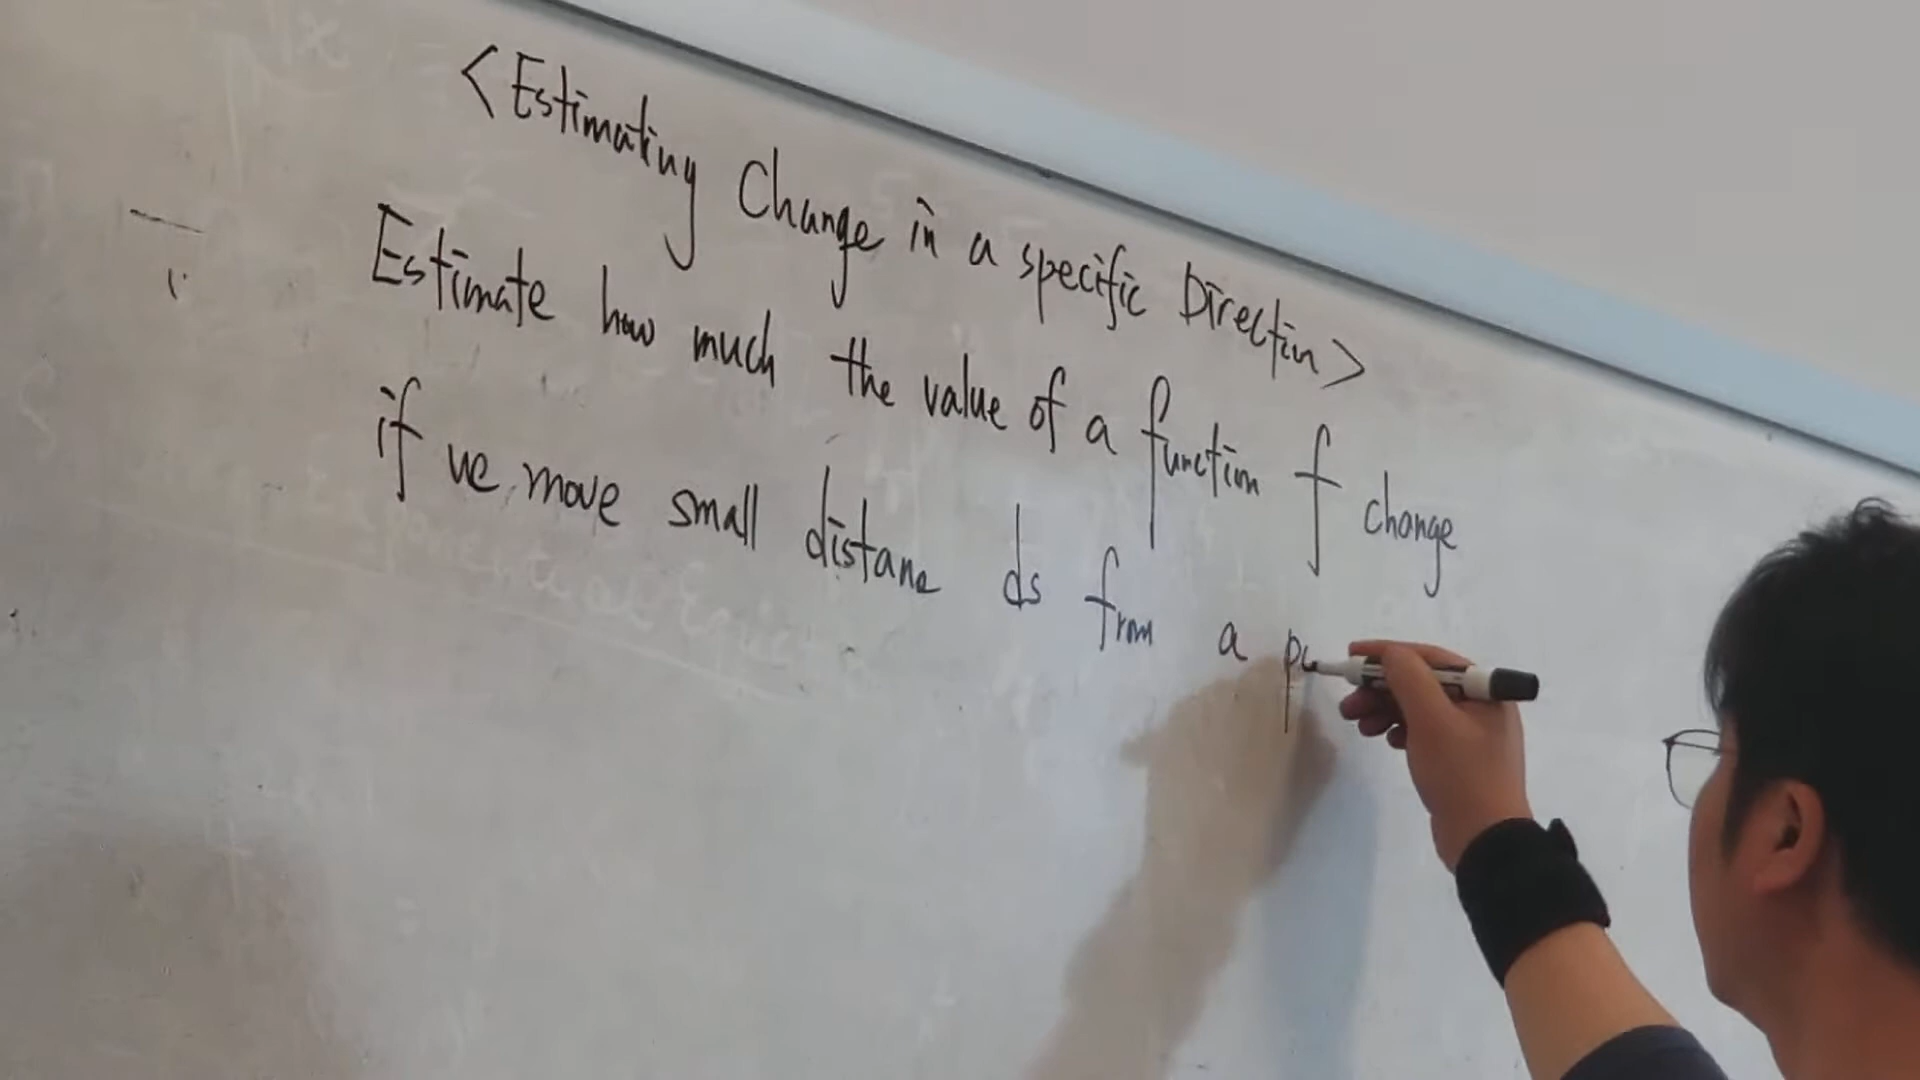 <Estimating Change in a specific Direction>
Estimate how much the value of a function f change
if we move small distance ds from a